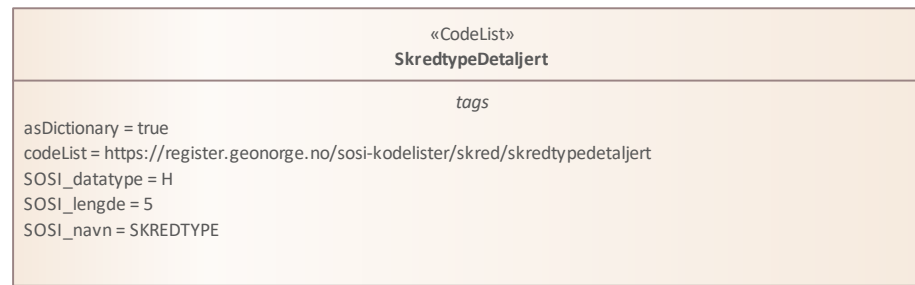 «CodeList»
SkredtypeDetaljert
tags
asDictionary = true
codeList = https://register.geonorge.no/sosi-kodelister/skred/skredtypedetaljert
SOSI_datatype = H
SOSI_lengde = 5
SOSI_navn = SKREDTYPE